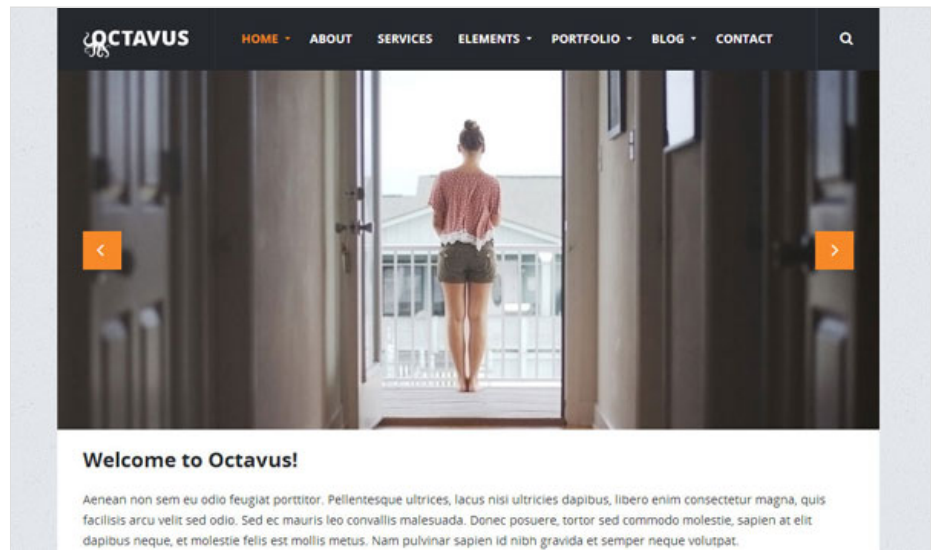 OCTAVUS
HOME ABOUT SERVICES ELEMENTS PORTFOLIO BLOG CONTACT
Welcome to Octavus!
Aenean non sem eu odio feugiat porttitor. Pellentesque ultrices, lacus nisi ultricies dapibus, libero enim consectetur magna, quis
facilisis arcu velit sed odio. Sed ec mauris leo convallis malesuada. Donec posuere, tortor sed commodo molestie, sapien at elit
dapibus neque, et molestie felis est mollis metus. Nam pulvinar sapien id nibh gravida et semper neque volutpat.